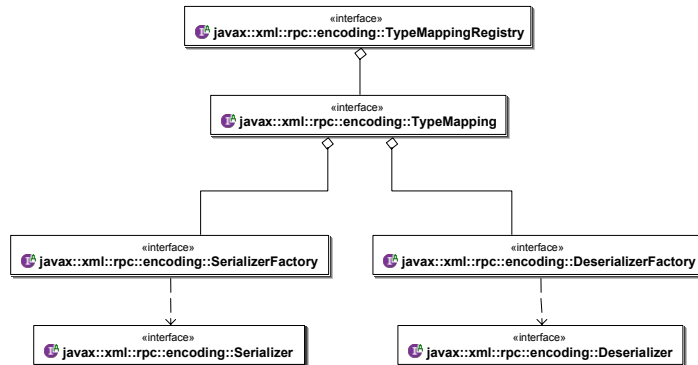 «interface»
javax::xml::rpc::encoding::TypeMappingRegistry
«interface»
javax::xml::rpc::encoding::TypeMapping
«interface»
javax::xml::rpc::encoding::SerializerFactory
«interface»
javax::xml::rpc::encoding::DeserializerFactory
«interface»
javax::xml::rpc::encoding::Serializer
«interface»
javax::xml::rpc::encoding::Deserializer